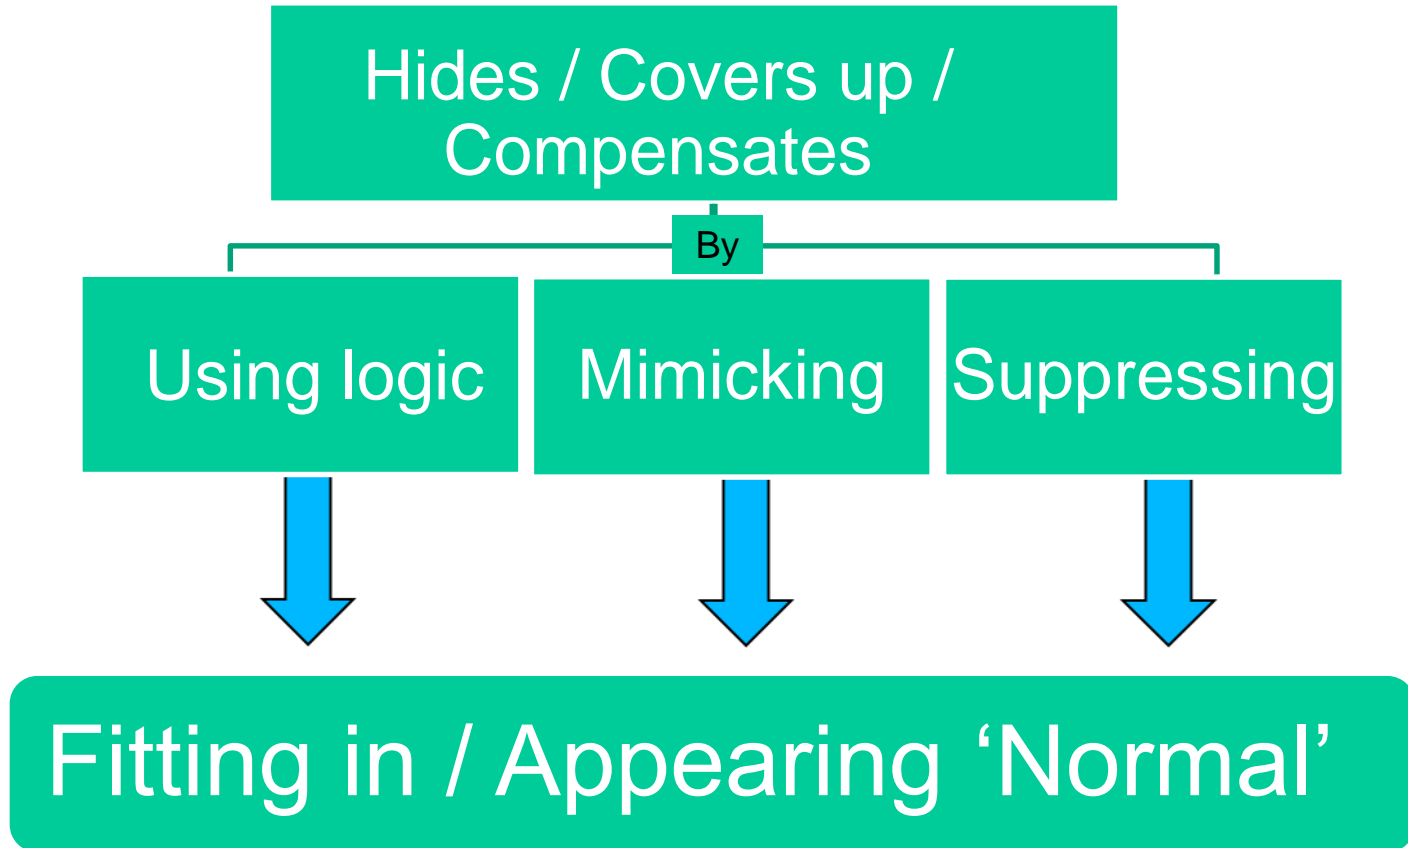 Hides / Covers up /
Compensates
By
Using logic
Mimicking
Suppressing
Fitting in / Appearing ‘Normal’